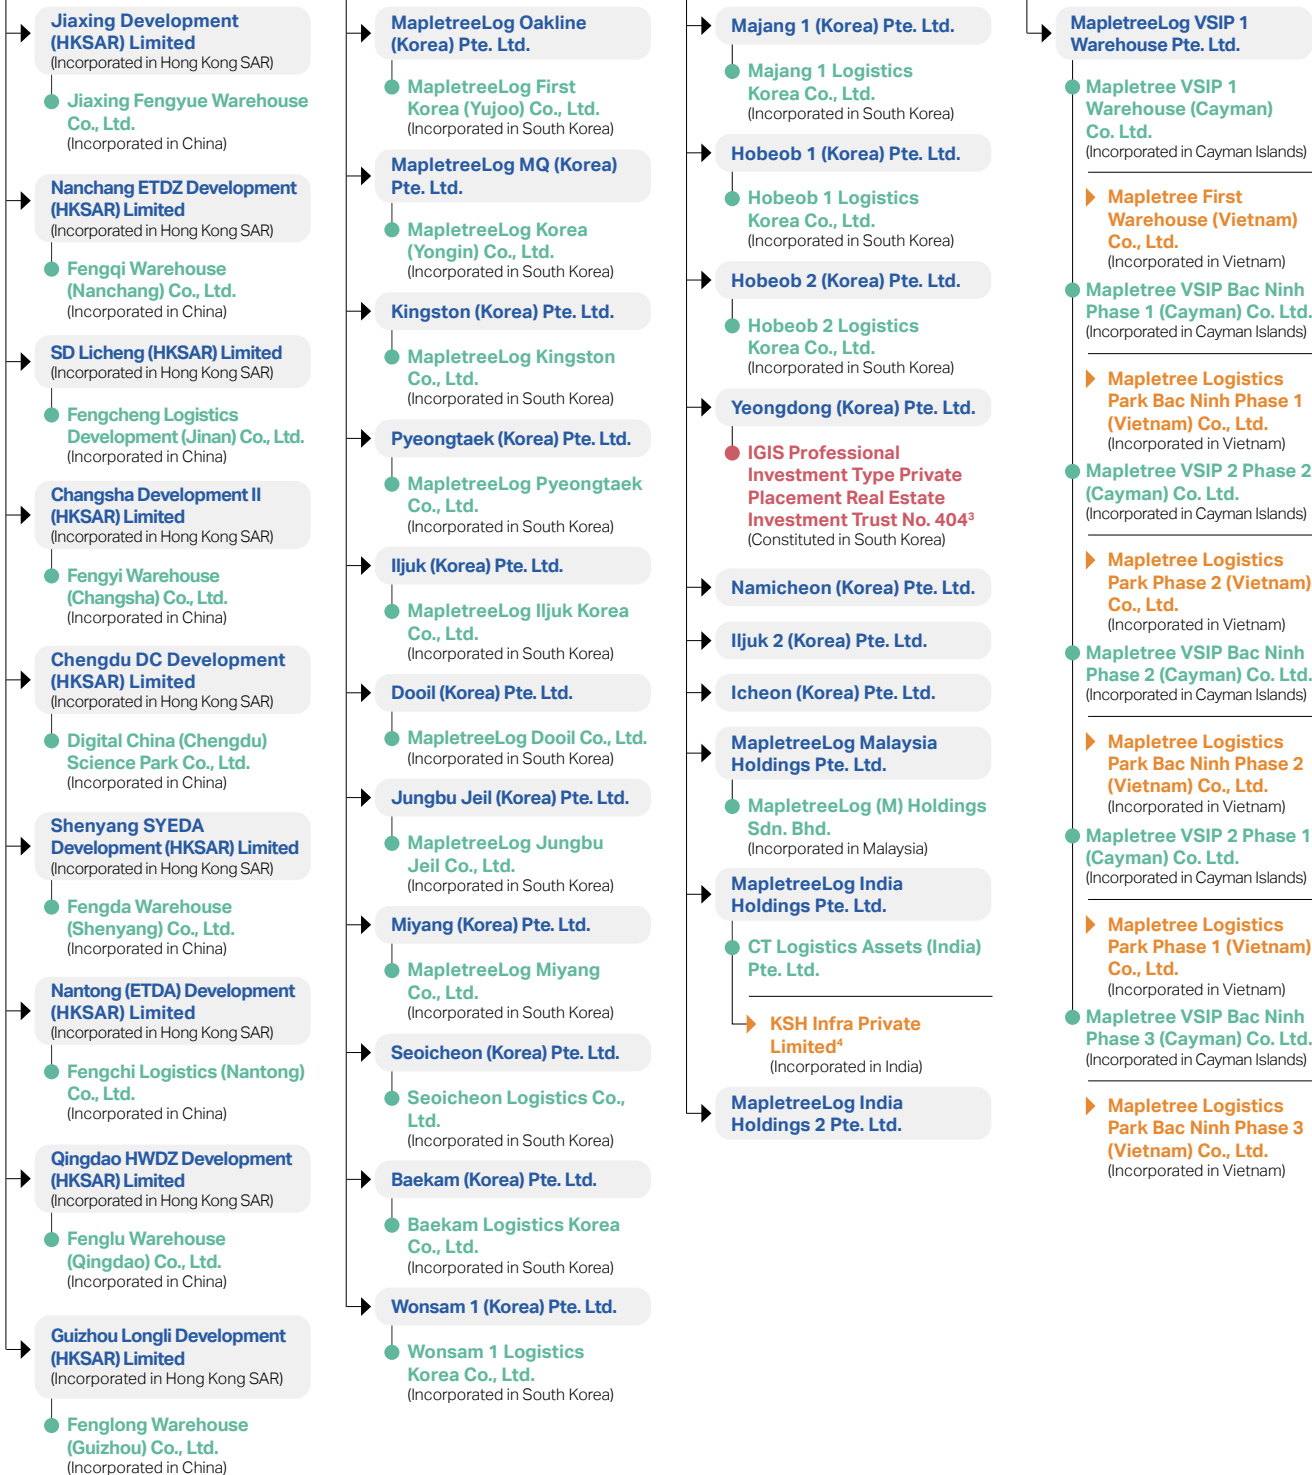 Jiaxing Development
(HKSAR) Limited
(Incorporated in Hong Kong SAR)
Jiaxing Fengyue Warehouse
Co., Ltd.
(Incorporated in China)
Nanchang ETDZ Development
(HKSAR) Limited
(Incorporated in Hong Kong SAR)
Fengqi Warehouse
(Nanchang) Co., Ltd.
(Incorporated in China)
SD Licheng (HKSAR) Limited
(Incorporated in Hong Kong SAR)
Fengcheng Logistics
Development (Jinan) Co., Ltd.
(Incorporated in China)
Changsha Development II
(HKSAR) Limited
(Incorporated in Hong Kong SAR)
Fengyi Warehouse
(Changsha) Co., Ltd.
(Incorporated in China)
Chengdu DC Development
(HKSAR) Limited
(Incorporated in Hong Kong SAR)
Digital China (Chengdu)
Science Park Co., Ltd.
(Incorporated in China)
Shenyang SYEDA
Development (HKSAR) Limited
(Incorporated in Hong Kong SAR)
Fengda Warehouse
(Shenyang) Co., Ltd.
(Incorporated in China)
Nantong (ETDA) Development
(HKSAR) Limited
(Incorporated in Hong Kong SAR)
Fengchi Logistics (Nantong)
Co., Ltd.
(Incorporated in China)
Qingdao HWDZ Development
(HKSAR) Limited
(Incorporated in Hong Kong SAR)
Fenglu Warehouse
(Qingdao) Co., Ltd.
(Incorporated in China)
Guizhou Longli Development
(HKSAR) Limited
(Incorporated in Hong Kong SAR)
Fenglong Warehouse
(Guizhou) Co., Ltd.
(Incorporated in China)
MapletreeLog Oakline
(Korea) Pte. Ltd.
MapletreeLog First
Korea (Yujoo) Co., Ltd.
(Incorporated in South Korea)
MapletreeLog MQ (Korea)
Pte. Ltd.
MapletreeLog Korea
(Yongin) Co., Ltd.
(Incorporated in South Korea)
Kingston (Korea) Pte. Ltd.
MapletreeLog Kingston
Co., Ltd.
(Incorporated in South Korea)
Pyeongtaek (Korea) Pte. Ltd.
MapletreeLog Pyeongtaek
Co., Ltd.
(Incorporated in South Korea)
Iljuk (Korea) Pte. Ltd.
MapletreeLog Iljuk Korea
Co., Ltd.
(Incorporated in South Korea)
Dooil (Korea) Pte. Ltd.
MapletreeLog Dooil Co., Ltd.
(Incorporated in South Korea)
Jungbu Jeil (Korea) Pte. Ltd.
MapletreeLog Jungbu
Jeil Co., Ltd.
(Incorporated in South Korea)
Miyang (Korea) Pte. Ltd.
MapletreeLog Miyang
Co., Ltd.
(Incorporated in South Korea)
Seoicheon (Korea) Pte. Ltd.
Seoicheon Logistics Co.,
Ltd.
(Incorporated in South Korea)
Baekam (Korea) Pte. Ltd.
Baekam Logistics Korea
Co., Ltd.
(Incorporated in South Korea)
Wonsam 1 (Korea) Pte. Ltd.
Wonsam 1 Logistics
Korea Co., Ltd.
(Incorporated in South Korea)
Majang 1 (Korea) Pte. Ltd.
Majang 1 Logistics
Korea Co., Ltd.
(Incorporated in South Korea)
Hobeob 1 (Korea) Pte. Ltd.
Hobeob 1 Logistics
Korea Co., Ltd.
(Incorporated in South Korea)
Hobeob 2 (Korea) Pte. Ltd.
Hobeob 2 Logistics
Korea Co., Ltd.
(Incorporated in South Korea)
Yeongdong (Korea) Pte. Ltd.
IGIS Professional
Investment Type Private
Placement Real Estate
Investment Trust No. 404³
(Constituted in South Korea)
Namicheon (Korea) Pte. Ltd.
Iljuk 2 (Korea) Pte. Ltd.
Icheon (Korea) Pte. Ltd.
MapletreeLog Malaysia
Holdings Pte. Ltd.
MapletreeLog (M) Holdings
Sdn. Bhd.
(Incorporated in Malaysia)
MapletreeLog India
Holdings Pte. Ltd.
CT Logistics Assets (India)
Pte. Ltd.
KSH Infra Private
Limited⁴
(Incorporated in India)
MapletreeLog India
Holdings 2 Pte. Ltd.
MapletreeLog VSIP 1
Warehouse Pte. Ltd.
Mapletree VSIP 1
Warehouse (Cayman)
Co. Ltd.
(Incorporated in Cayman Islands)
Mapletree First
Warehouse (Vietnam)
Co., Ltd.
(Incorporated in Vietnam)
Mapletree VSIP Bac Ninh
Phase 1 (Cayman) Co. Ltd.
(Incorporated in Cayman Islands)
Mapletree Logistics
Park Bac Ninh Phase 1
(Vietnam) Co., Ltd.
(Incorporated in Vietnam)
Mapletree VSIP 2 Phase 2
(Cayman) Co. Ltd.
(Incorporated in Cayman Islands)
Mapletree Logistics
Park Phase 2 (Vietnam)
Co., Ltd.
(Incorporated in Vietnam)
Mapletree VSIP Bac Ninh
Phase 2 (Cayman) Co. Ltd.
(Incorporated in Cayman Islands)
Mapletree Logistics
Park Bac Ninh Phase 2
(Vietnam) Co., Ltd.
(Incorporated in Vietnam)
Mapletree VSIP 2 Phase 1
(Cayman) Co. Ltd.
(Incorporated in Cayman Islands)
Mapletree Logistics
Park Phase 1 (Vietnam)
Co., Ltd.
(Incorporated in Vietnam)
Mapletree VSIP Bac Ninh
Phase 3 (Cayman) Co. Ltd.
(Incorporated in Cayman Islands)
Mapletree Logistics
Park Bac Ninh Phase 3
(Vietnam) Co., Ltd.
(Incorporated in Vietnam)